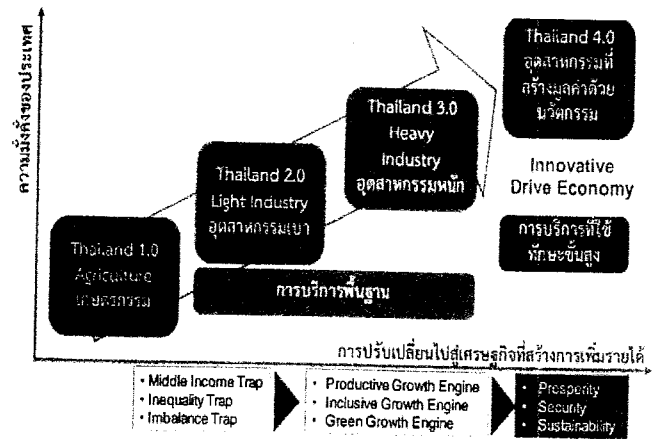 ความมั่งคั่งของประเทศ
Thailand 4.0
อุตสาหกรรมที่
สร้างมูลค่าด้วย
นวัตกรรม
Thailand 3.0
Heavy
Industry
อุตสาหกรรมหนัก
Thailand 2.0
Light Industry
อุตสาหกรรมเบา
Thailand 1.0
Agriculture
เกษตรกรรม
Innovative
Drive Economy
การบริการที่ใช้
ทักษะขั้นสูง
การบริการพื้นฐาน
การปรับเปลี่ยนไปสู่เศรษฐกิจที่สร้างการเพิ่มรายได้
• Middle Income Trap
• Inequality Trap
• Imbalance Trap
• Productive Growth Engine
• Inclusive Growth Engine
• Green Growth Engine
• Prosperity
• Security
• Sustainability